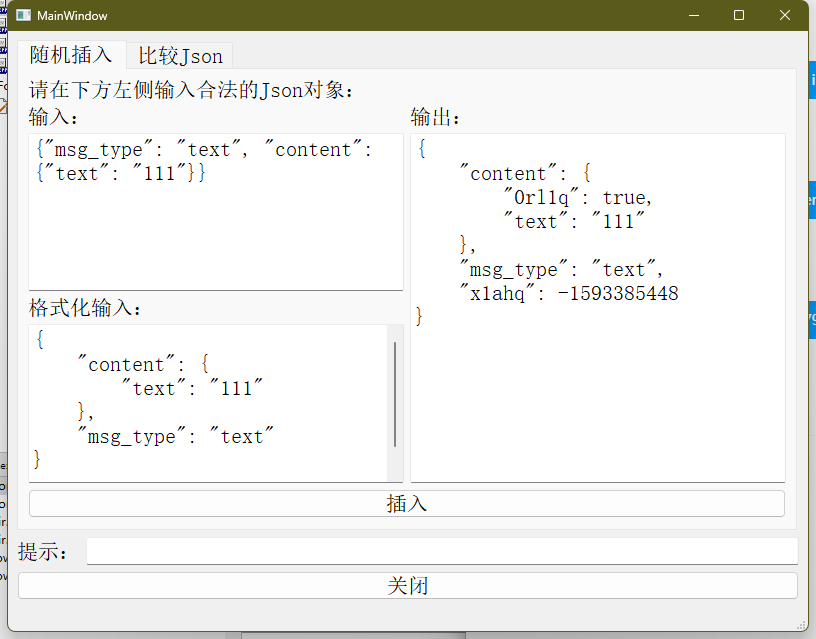 MainWindow
随机插入
比较Json
请在下方左侧输入合法的Json对象：
输入：
{"msg_type": "text", "content":
{"text": "111"}}
格式化输入：
{
"content": {
"text": "111"
},
"msg_type": "text"
}
输出：
{
"content": {
"0rl1q": true,
"text": "111"
},
"msg_type": "text",
"x1ahq": -1593385448
}
插入
提示：
关闭